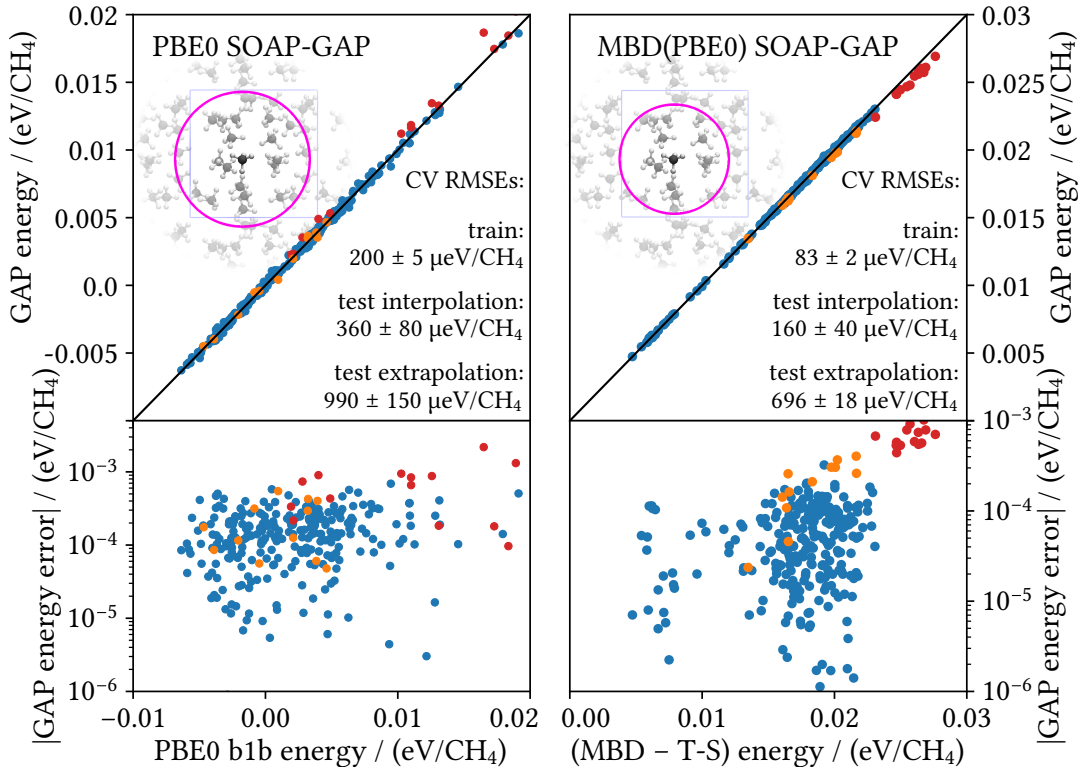 0.02
0.015
0.010
0.005
0.0
-0.005
GAP energy / (eV/CH₄)
PBE0 SOAP-GAP
CV RMSEs:
train:
200 ± 5 µeV/CH₄
test interpolation:
360 ± 80 µeV/CH₄
test extrapolation:
990 ± 150 µeV/CH₄
MBD(PBE0) SOAP-GAP
CV RMSEs:
train:
83 ± 2 µeV/CH₄
test interpolation:
160 ± 40 µeV/CH₄
test extrapolation:
696 ± 18 µeV/CH₄
0.03
0.025
0.020
0.015
0.01
0.005
GAP energy / (eV/CH₄)
|GAP energy error| / (eV/CH₄)
10⁻³
10⁻⁴
10⁻⁵
10⁻⁶
10⁻³
10⁻⁴
10⁻⁵
10⁻⁶
|GAP energy error| / (eV/CH₄)
−0.01
0.00
0.01
0.02
0.00
0.01
0.02
0.03
PBE0 b1b energy / (eV/CH₄)
(MBD – T-S) energy / (eV/CH₄)